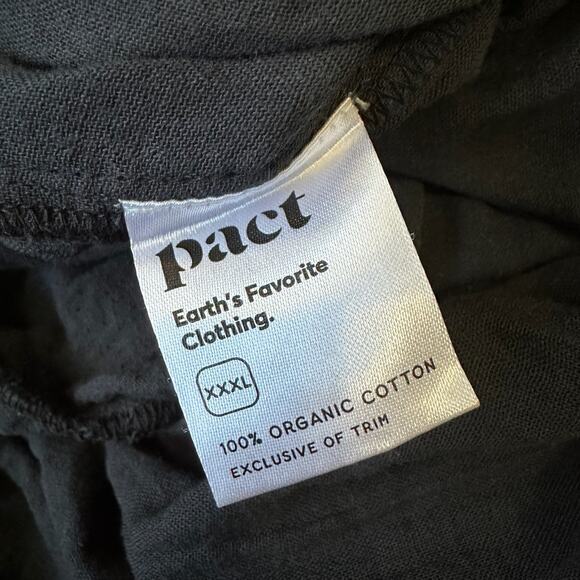 pact
Earth's Favorite
Clothing.
XXXL
100% ORGANIC COTTON
EXCLUSIVE OF TRIM